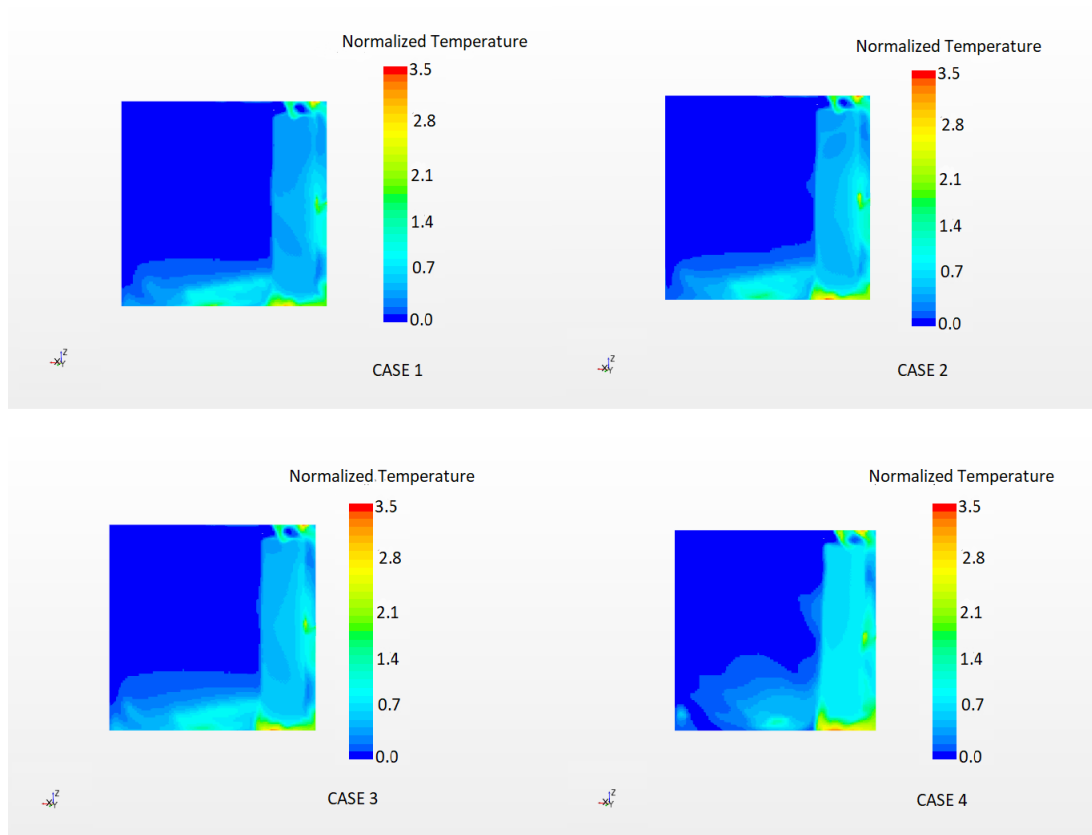 Normalized Temperature
3.5
2.8
2.1
1.4
0.7
0.0
Z
X
Y
CASE 1
Normalized Temperature
3.5
2.8
2.1
1.4
0.7
0.0
Z
X
Y
CASE 2
Normalized Temperature
3.5
2.8
2.1
1.4
0.7
0.0
Z
X
Y
CASE 3
Normalized Temperature
3.5
2.8
2.1
1.4
0.7
0.0
Z
X
Y
CASE 4